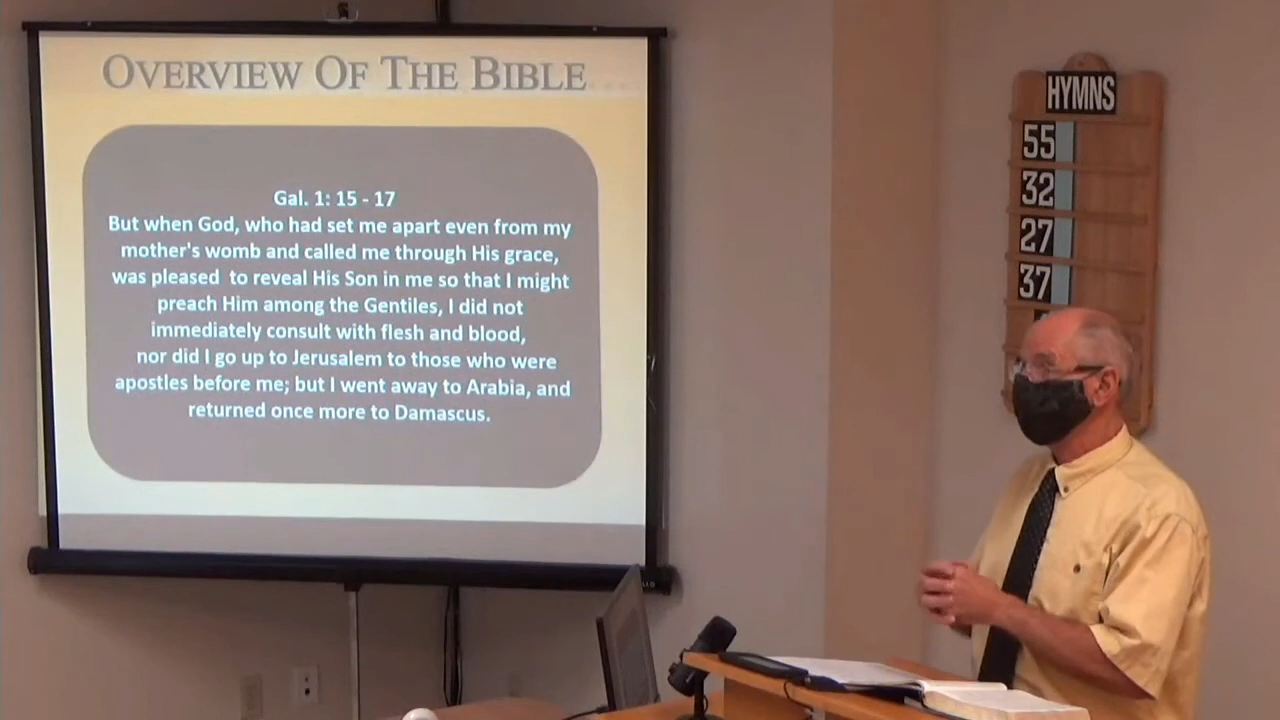 OVERVIEW OF THE BIBLE
Gal. 1: 15 - 17
But when God, who had set me apart even from my
mother's womb and called me through His grace,
was pleased  to reveal His Son in me so that I might
preach Him among the Gentiles, I did not
immediately consult with flesh and blood,
nor did I go up to Jerusalem to those who were
apostles before me; but I went away to Arabia, and
returned once more to Damascus.
HYMNS
55
32
27
37